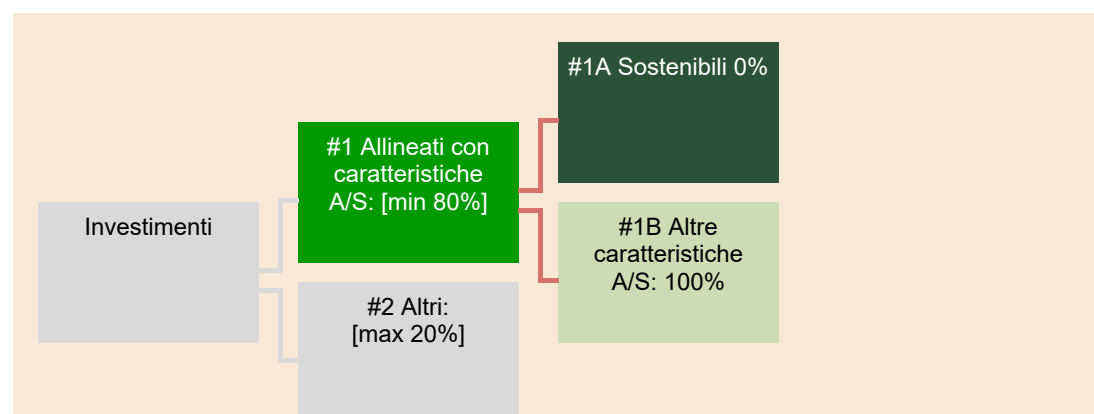 Investimenti
#1 Allineati con
caratteristiche
A/S: [min 80%]
#2 Altri:
[max 20%]
#1A Sostenibili 0%
#1B Altre
caratteristiche
A/S: 100%